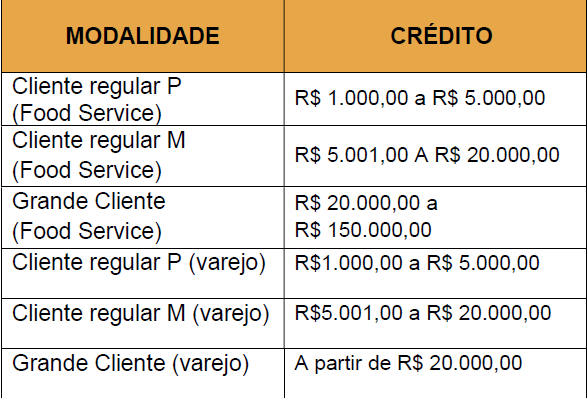 MODALIDADE
CRÉDITO
Cliente regular P
(Food Service)
R$ 1.000,00 a R$ 5.000,00
Cliente regular M
(Food Service)
R$ 5.001,00 A R$ 20.000,00
Grande Cliente
(Food Service)
R$ 20.000,00 a
R$ 150.000,00
Cliente regular P (varejo)
R$1.000,00 a R$ 5.000,00
Cliente regular M (varejo)
R$5.001,00 a R$ 20.000,00
Grande Cliente (varejo)
A partir de R$ 20.000,00